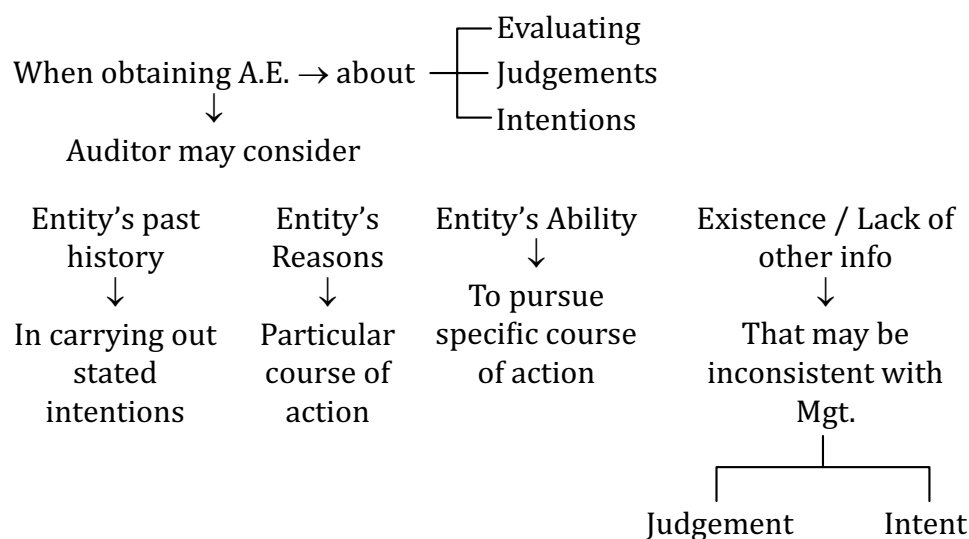 Evaluating
When obtaining A.E. → about
Judgements
Intentions
Auditor may consider
Entity’s past
history
In carrying out
stated
intentions
Entity’s
Reasons
Particular
course of
action
Entity’s Ability
To pursue
specific course
of action
Existence / Lack of
other info
That may be
inconsistent with
Mgt.
Judgement
Intent